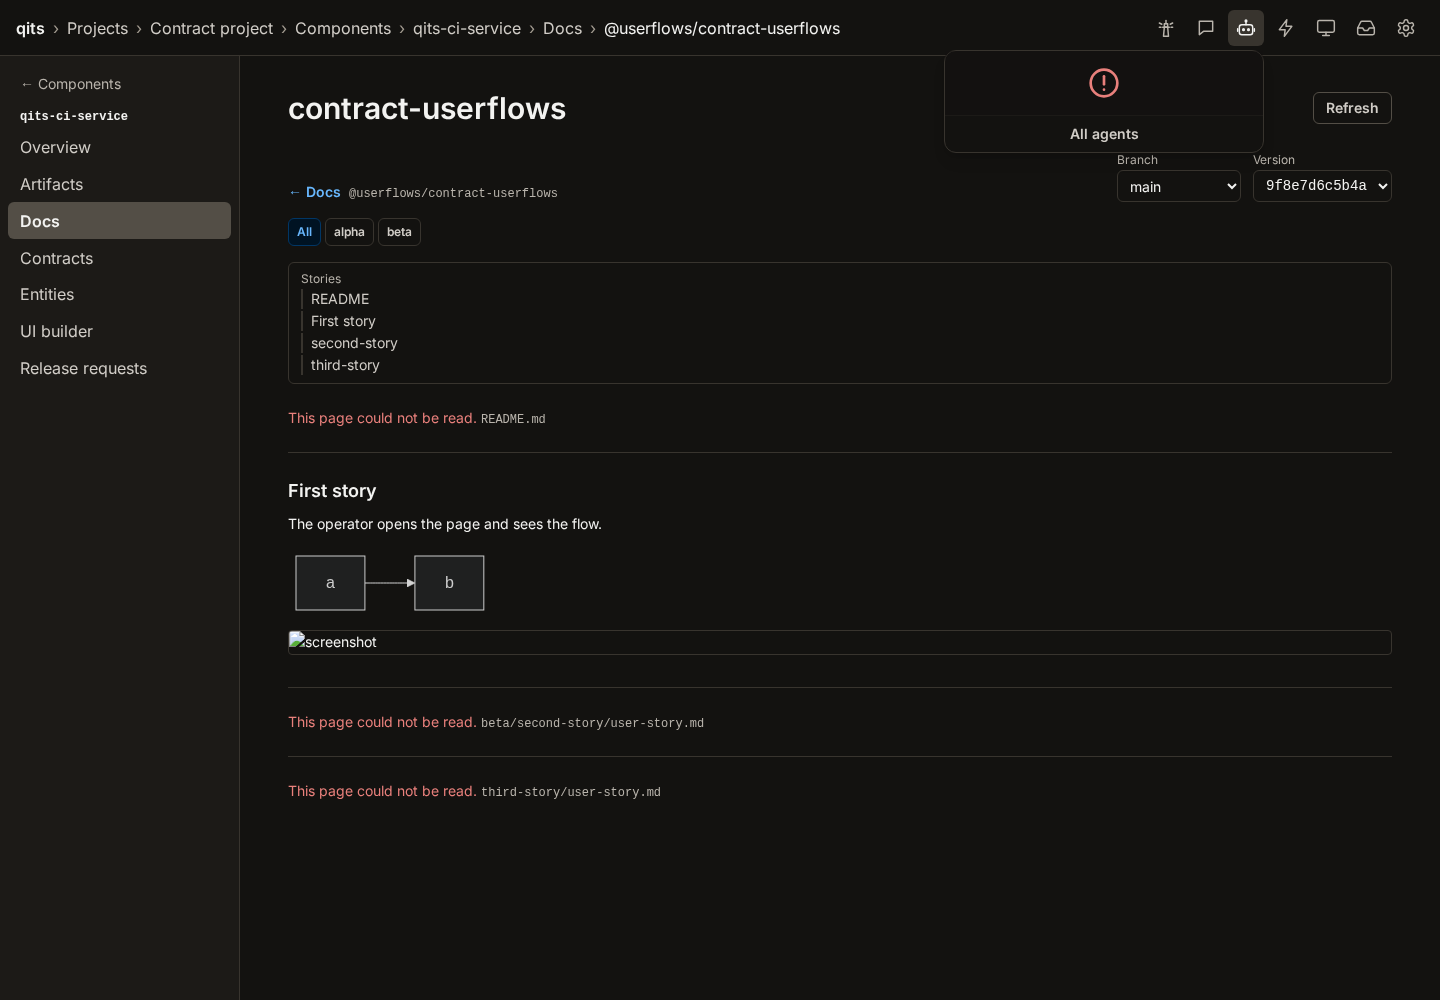 qits › Projects › Contract project › Components › qits-ci-service › Docs › @userflows/contract-userflows
← Components
qits-ci-service
Overview
Artifacts
Docs
Contracts
Entities
UI builder
Release requests
All agents
contract-userflows
Refresh
Branch
Version
← Docs @userflows/contract-userflows
main
9f8e7d6c5b4a
All
alpha
beta
Stories
README
First story
second-story
third-story
This page could not be read. README.md
First story
The operator opens the page and sees the flow.
a
b
screenshot
This page could not be read. beta/second-story/user-story.md
This page could not be read. third-story/user-story.md